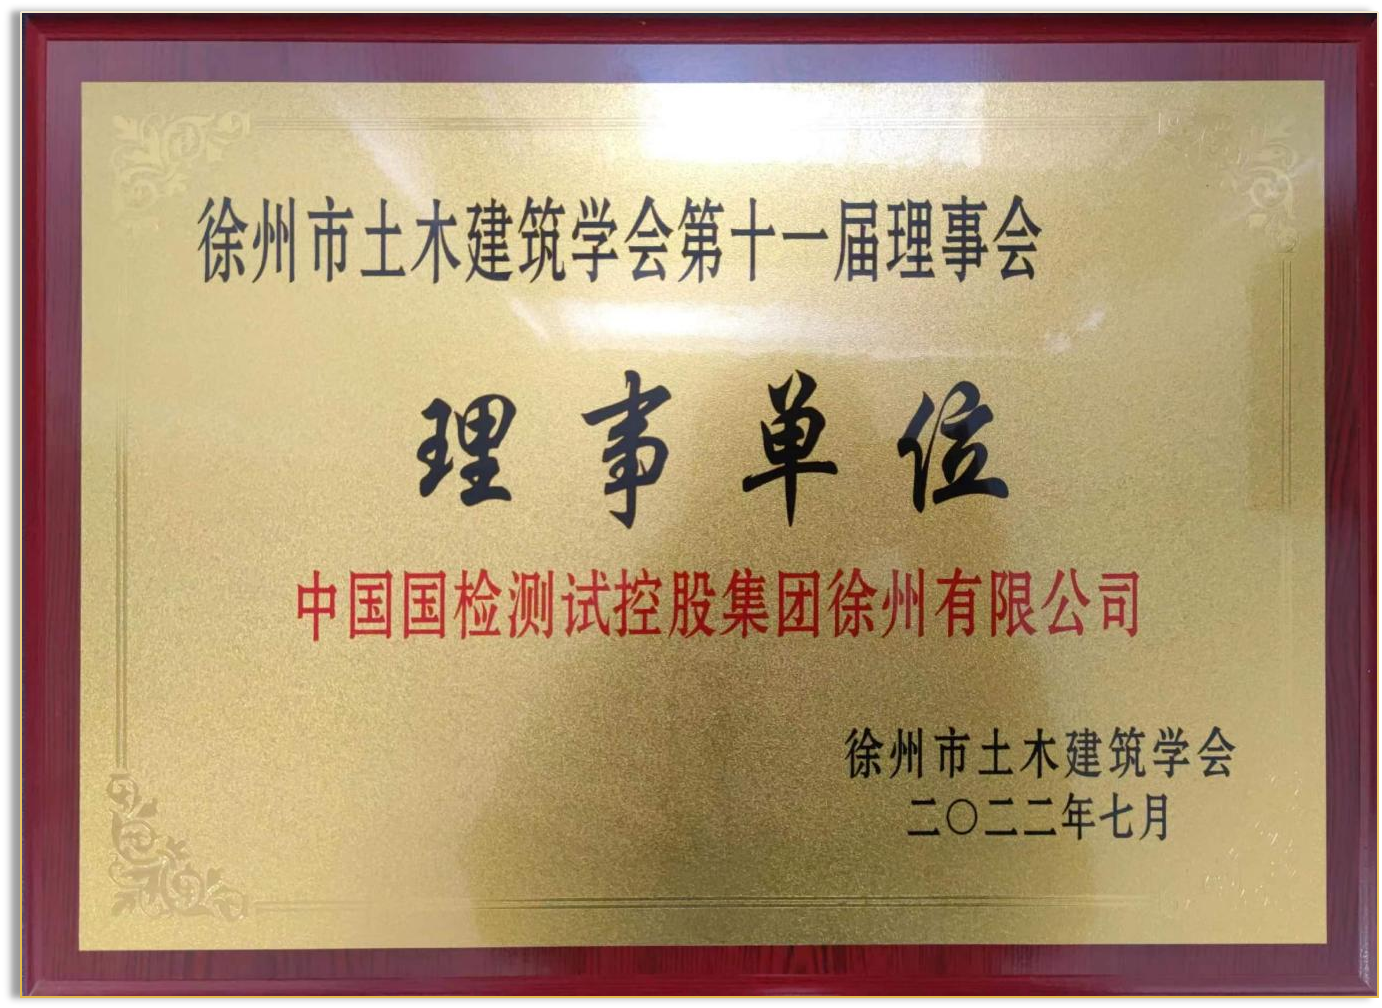 徐州市土木建筑学会第十一届理事会
理事单位
中国国检测试控股集团徐州有限公司
徐州市土木建筑学会
二〇二二年七月